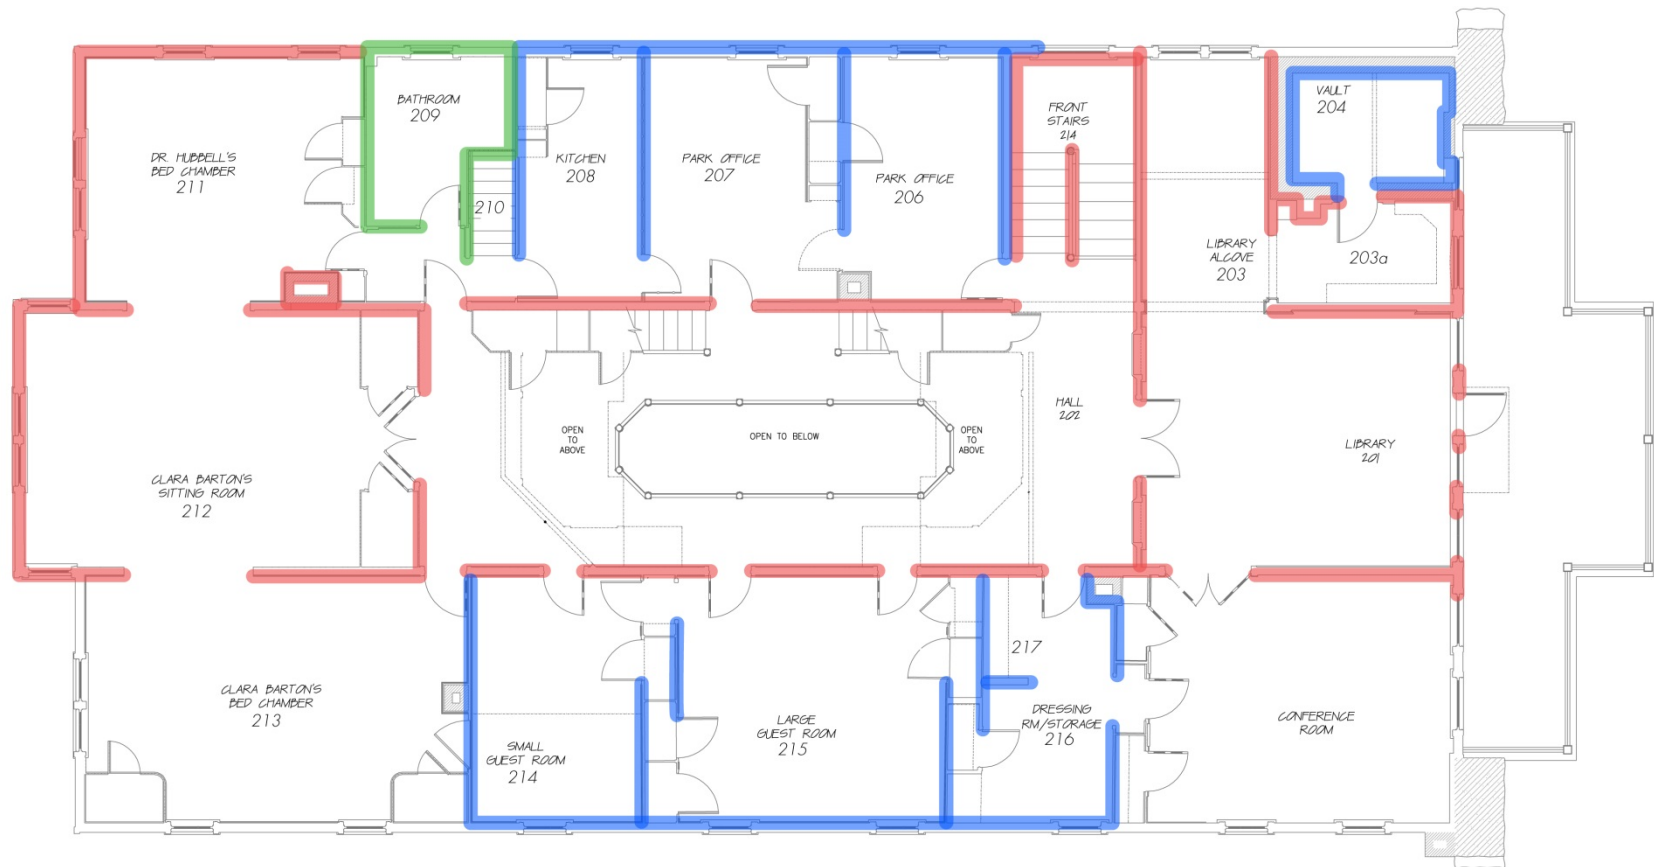 BATHROOM
209
DR. HUBBELL'S
BED CHAMBER
211
210
KITCHEN
208
PARK OFFICE
207
PARK OFFICE
206
FRONT
STAIRS
214
VAULT
204
LIBRARY
ALCOVE
203
203a
HALL
202
OPEN
TO
ABOVE
OPEN TO BELOW
OPEN
TO
ABOVE
LIBRARY
201
CLARA BARTON'S
SITTING ROOM
212
CLARA BARTON'S
BED CHAMBER
213
SMALL
GUEST ROOM
214
LARGE
GUEST ROOM
215
217
DRESSING
RM/STORAGE
216
CONFERENCE
ROOM